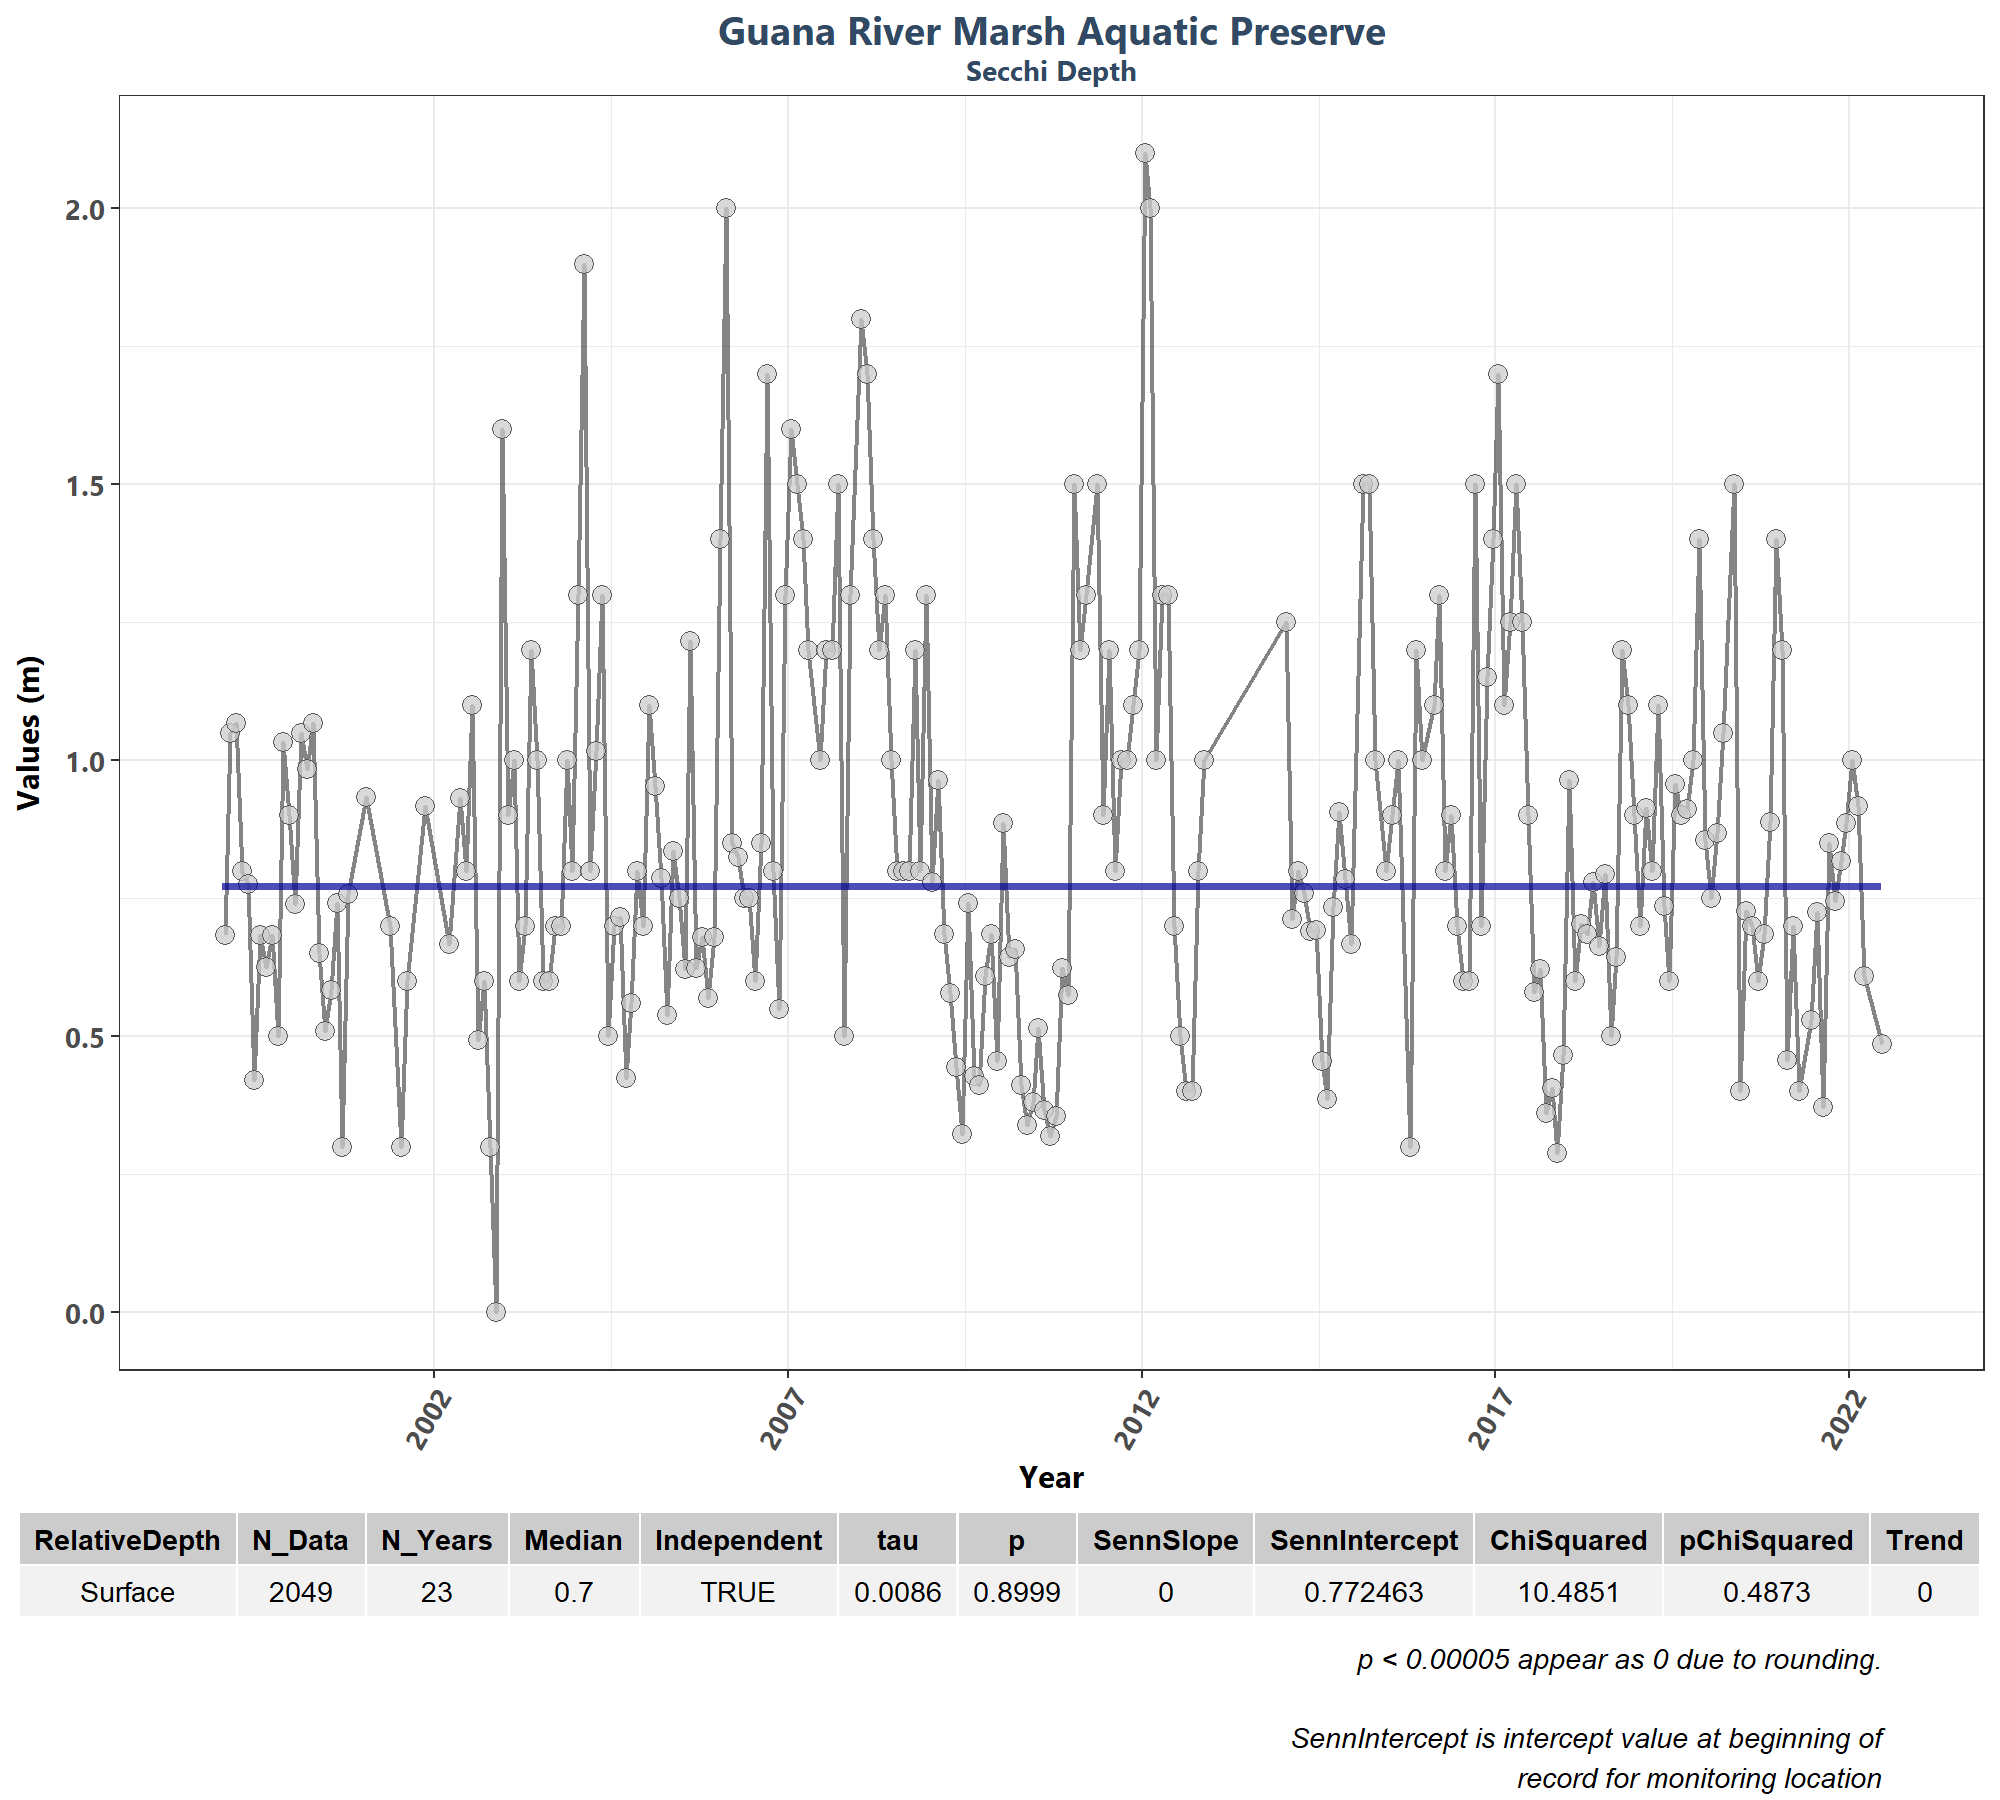 Guana River Marsh Aquatic Preserve
Secchi Depth
Values (m)
2.0
1.5
1.0
0.5
0.0
2002
2007
2012
2017
2022
Year
RelativeDepth N_Data N_Years Median Independent tau p SennSlope SennIntercept ChiSquared pChiSquared Trend
Surface 2049 23 0.7 TRUE 0.0086 0.8999 0 0.772463 10.4851 0.4873 0
p < 0.00005 appear as 0 due to rounding.
SennIntercept is intercept value at beginning of
record for monitoring location